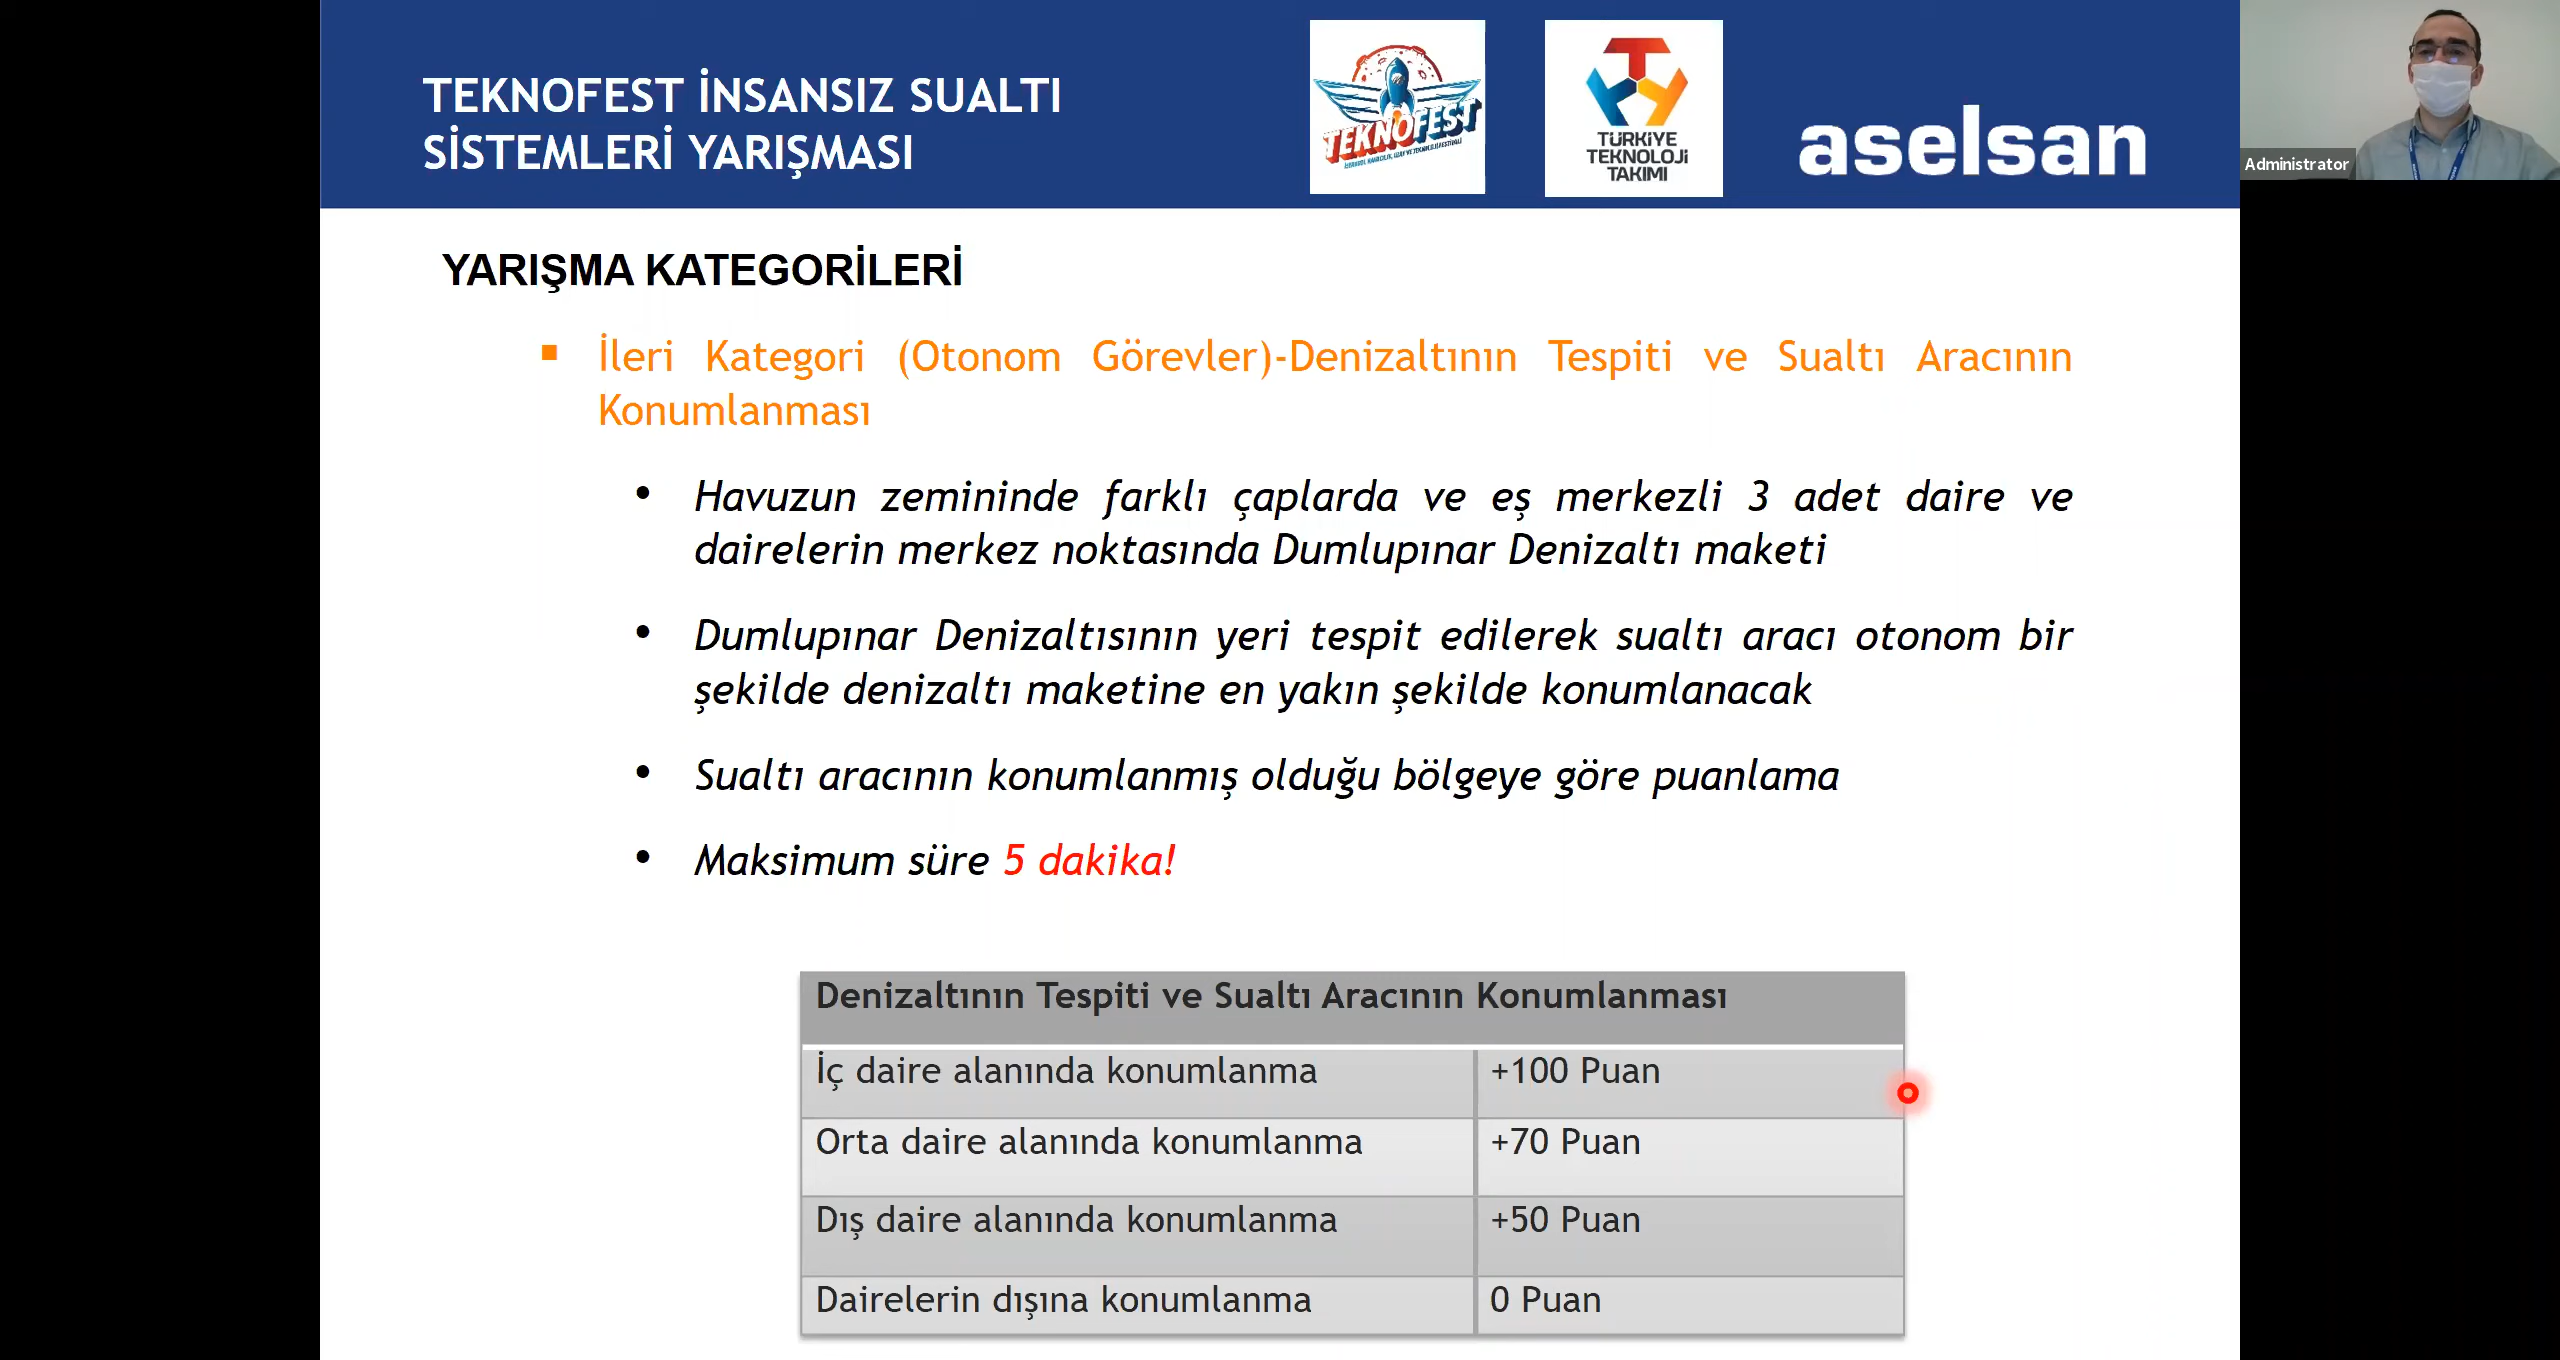 TEKNOFEST İNSANSIZ SUALTI
SİSTEMLERİ YARIŞMASI
TEKNOFEST
TÜRKİYE
TEKNOLOJİ
TAKIMI
aselsan
Administrator
YARIŞMA KATEGORİLERİ
İleri Kategori (Otonom Görevler)-Denizaltının Tespiti ve Sualtı Aracının
Konumlanması
Havuzun zemininde farklı çaplarda ve eş merkezli 3 adet daire ve
dairelerin merkez noktasında Dumlupınar Denizaltı maketi
Dumlupınar Denizaltısının yeri tespit edilerek sualtı aracı otonom bir
şekilde denizaltı maketine en yakın şekilde konumlanacak
Sualtı aracının konumlanmış olduğu bölgeye göre puanlama
Maksimum süre 5 dakika!
Denizaltının Tespiti ve Sualtı Aracının Konumlanması
İç daire alanında konumlanma +100 Puan
Orta daire alanında konumlanma +70 Puan
Dış daire alanında konumlanma +50 Puan
Dairelerin dışına konumlanma 0 Puan